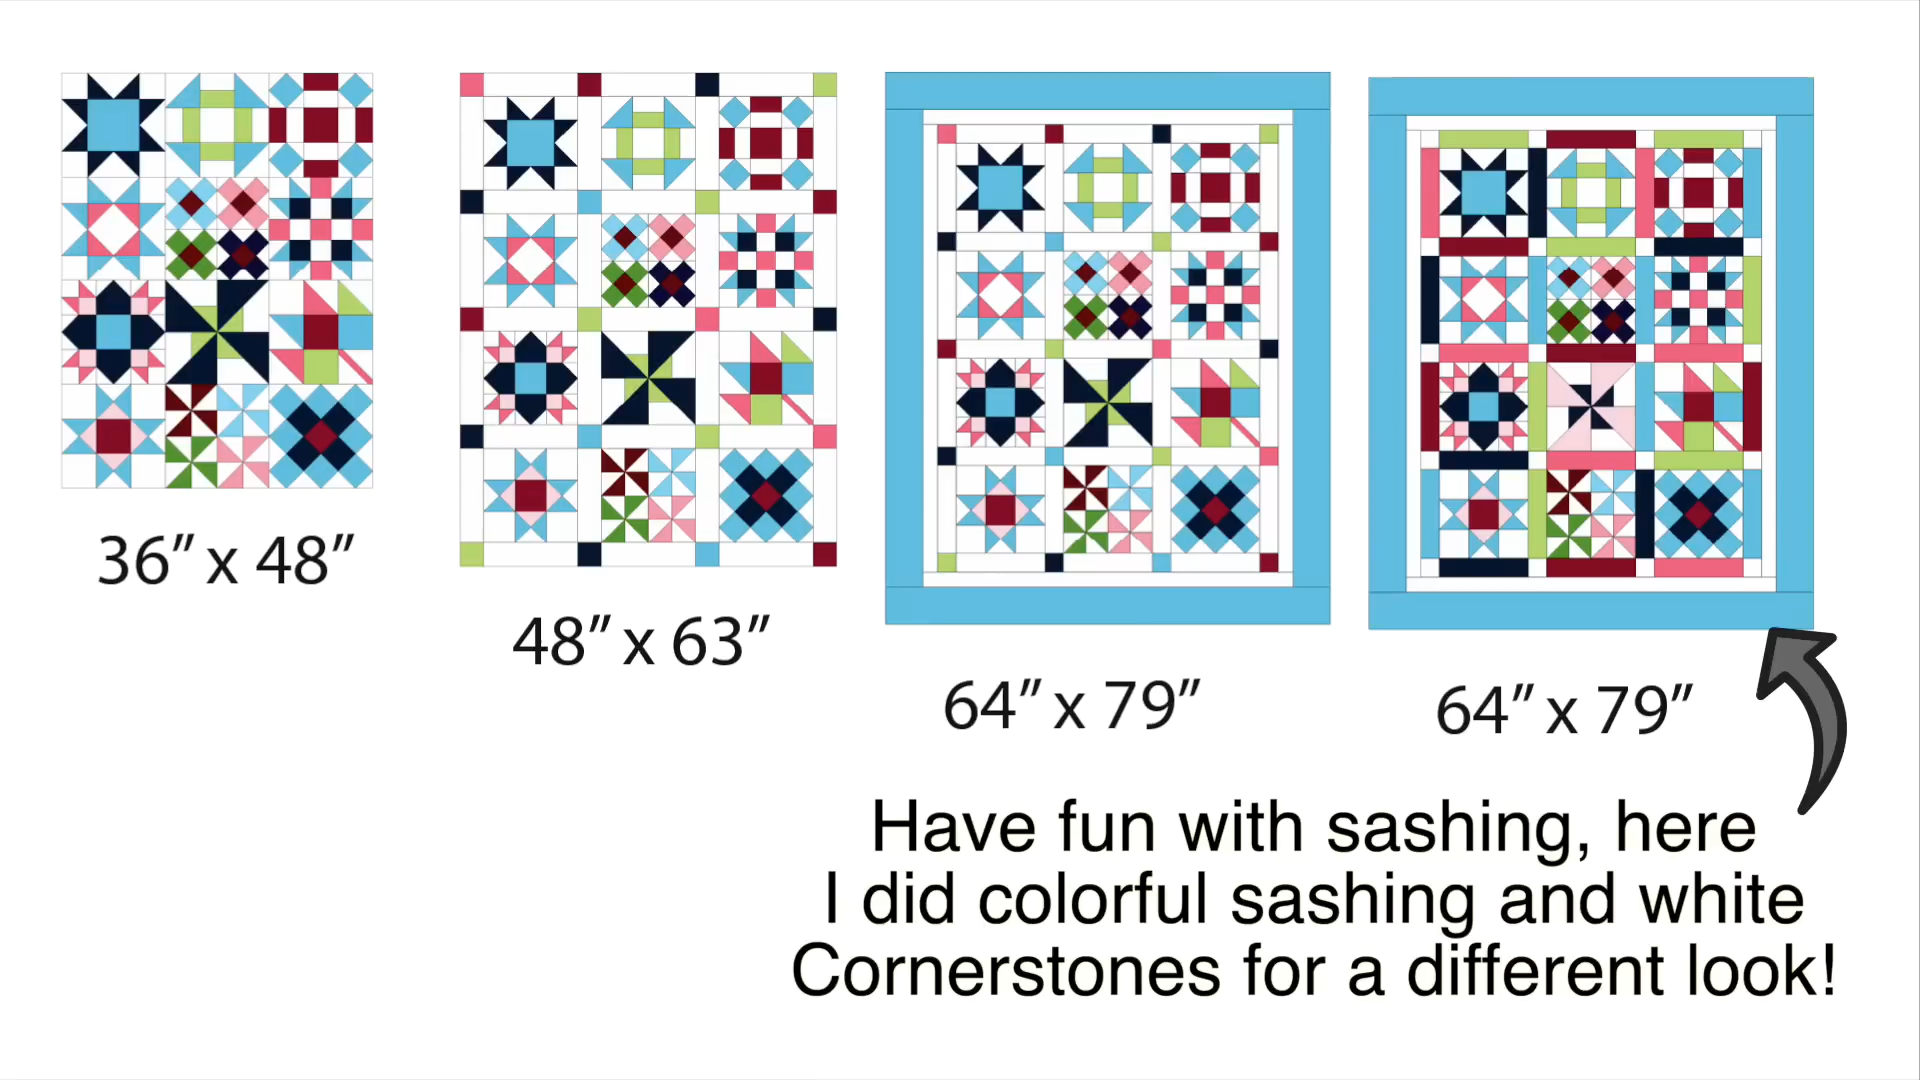 36” x 48”
48” x 63”
64” x 79”
64” x 79”
Have fun with sashing, here
I did colorful sashing and white
Cornerstones for a different look!